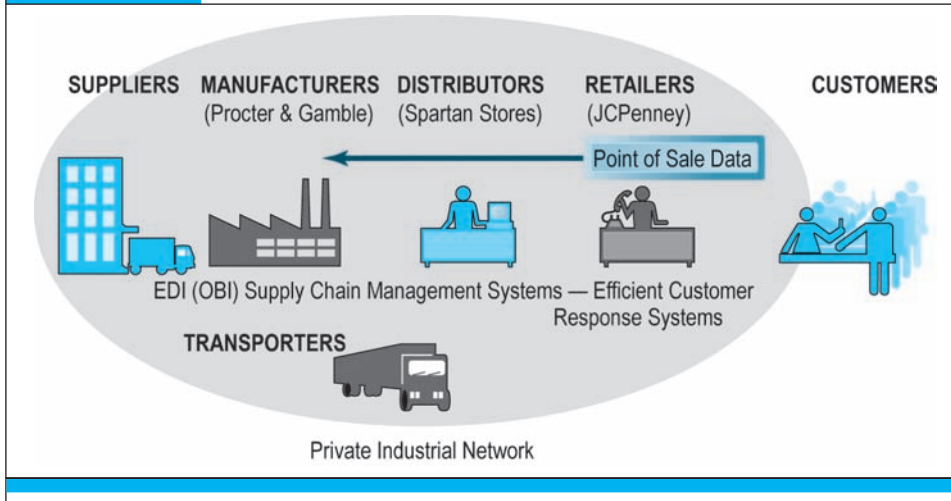 SUPPLIERS MANUFACTURERS DISTRIBUTORS RETAILERS CUSTOMERS
(Procter & Gamble) (Spartan Stores) (JCPenney)
Point of Sale Data
EDI (OBI) Supply Chain Management Systems — Efficient Customer
Response Systems
TRANSPORTERS
Private Industrial Network